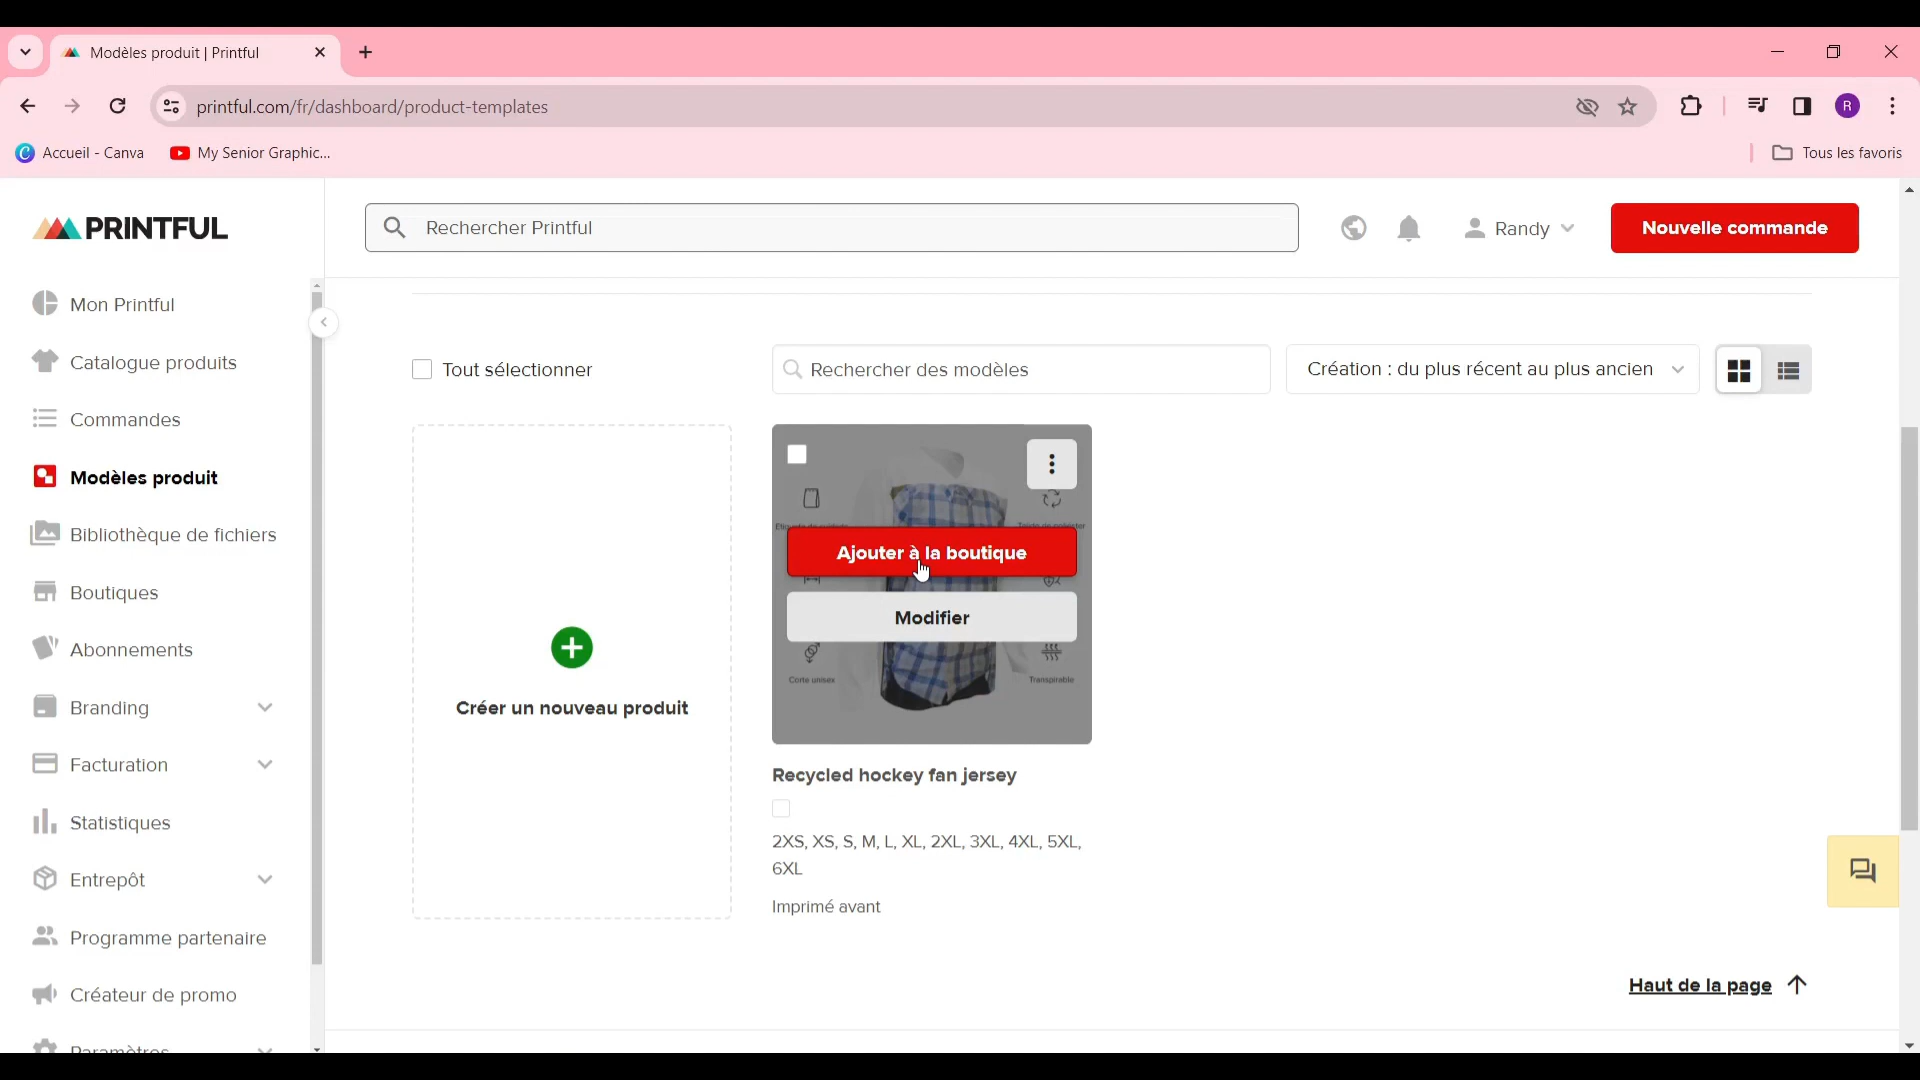 Modèles produit | Printful
printful.com/fr/dashboard/product-templates
R
Accueil - Canva
My Senior Graphic...
Tous les favoris
PRINTFUL
Rechercher Printful
Randy
Nouvelle commande
Mon Printful
Catalogue produits
Commandes
Modèles produit
Bibliothèque de fichiers
Boutiques
Abonnements
Branding
Facturation
Statistiques
Entrepôt
Programme partenaire
Créateur de promo
Paramètres
Tout sélectionner
Rechercher des modèles
Création : du plus récent au plus ancien
Créer un nouveau produit
Ajouter à la boutique
Modifier
Corte unisex
Transpirable
Recycled hockey fan jersey
2XS, XS, S, M, L, XL, 2XL, 3XL, 4XL, 5XL,
6XL
Imprimé avant
Haut de la page